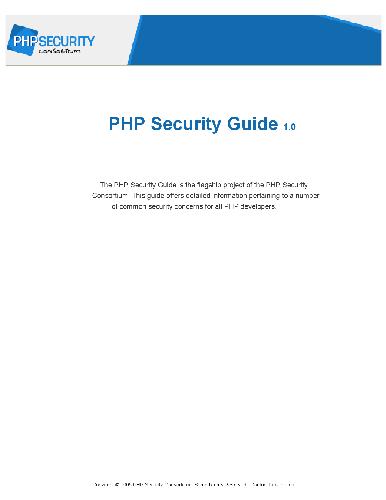 PHPSECURITY
consortium
PHP Security Guide 1.0
The PHP Security Guide is the flagship project of the PHP Security
Consortium. This guide offers detailed information pertaining to a number
of common security concerns for all PHP developers.